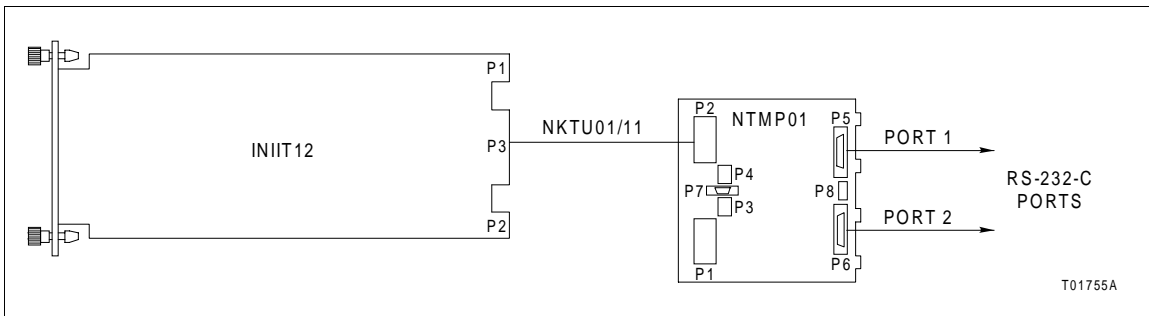 P1
INIIT12
P3
P2
NKTU01/11
P2
NTMP01
P5
P4
P7
P8
P3
P1
P6
PORT 1
PORT 2
RS-232-C
PORTS
T01755A